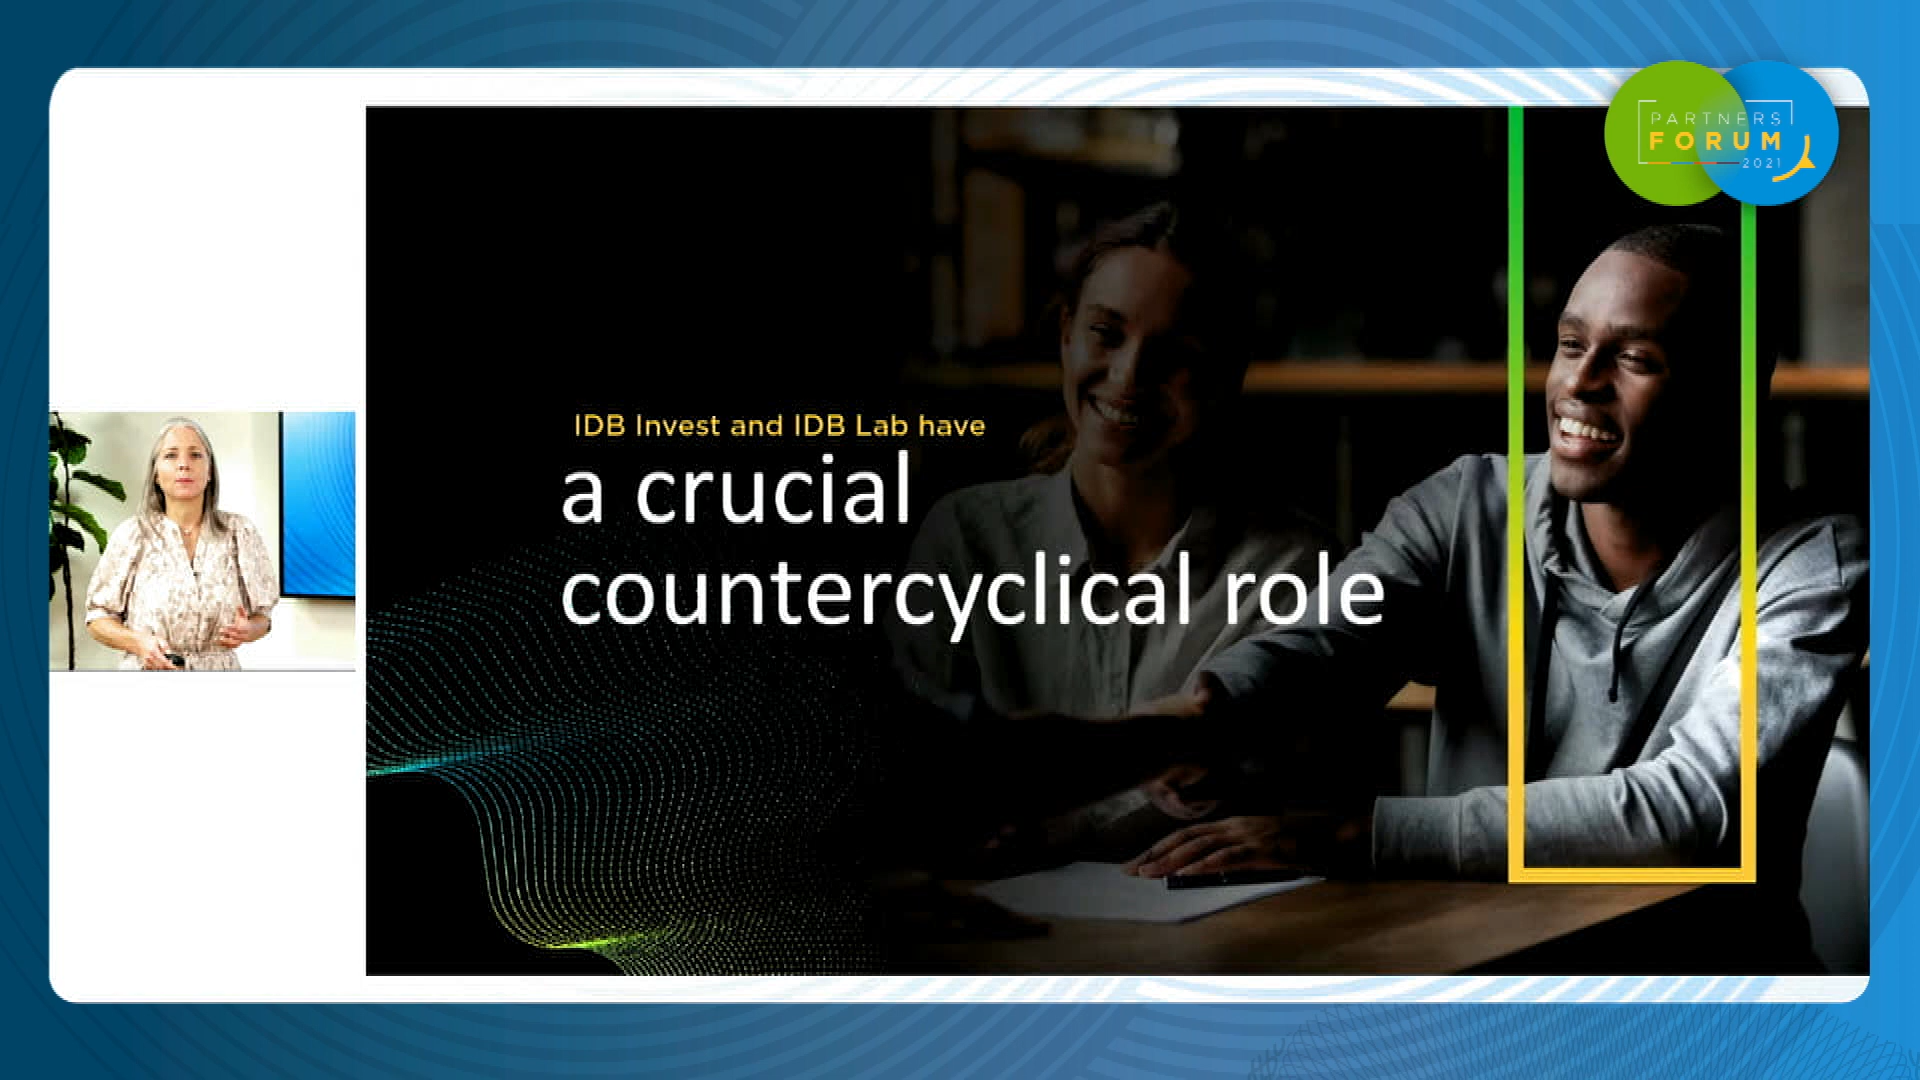 PARTNERS
FORUM
2021
IDB Invest and IDB Lab have
a crucial
countercyclical role